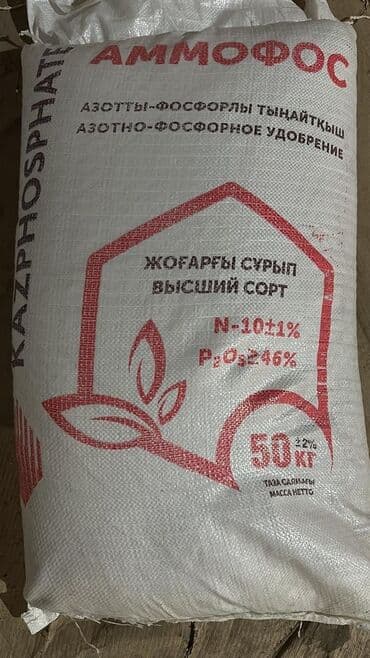 KAZPHOSPHATE
АММОФОС
АЗОТТЫ-ФОСФОРЛЫ ТЫҢАЙТҚЫШ
АЗОТНО-ФОСФОРНОЕ УДОБРЕНИЕ
ЖОҒАРҒЫ СҰРЫП
ВЫСШИЙ СОРТ
N-10±1%
P₂O₅≥46%
50 ±2% КГ
ТАЗА САЛМАҒЫ
МАССА НЕТТО